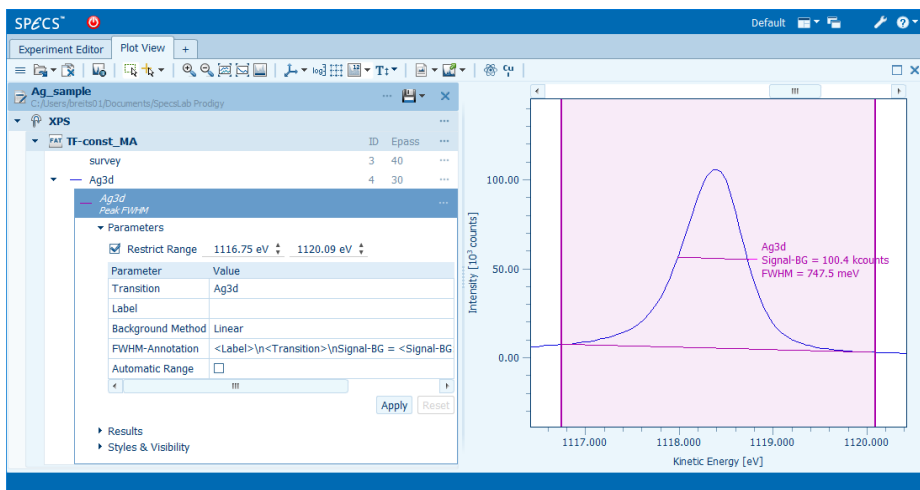 SPECS™ Default
Experiment Editor Plot View +
log T↕ Cu
Ag_sample ...
C:/Users/breits01/Documents/SpecsLab Prodigy
XPS ...
FAT TF-const_MA ID Epass ...
survey 3 40 ...
Ag3d 4 30 ...
Ag3d ...
Peak FWHM
Parameters
Restrict Range 1116.75 eV 1120.09 eV
Parameter Value
Transition Ag3d
Label
Background Method Linear
FWHM-Annotation <Label>\n<Transition>\nSignal-BG = <Signal-BG
Automatic Range
Apply Reset
Results
Styles & Visibility
Intensity [10³ counts]
100.00
50.00
0.00
Ag3d
Signal-BG = 100.4 kcounts
FWHM = 747.5 meV
1117.000 1118.000 1119.000 1120.000
Kinetic Energy [eV]